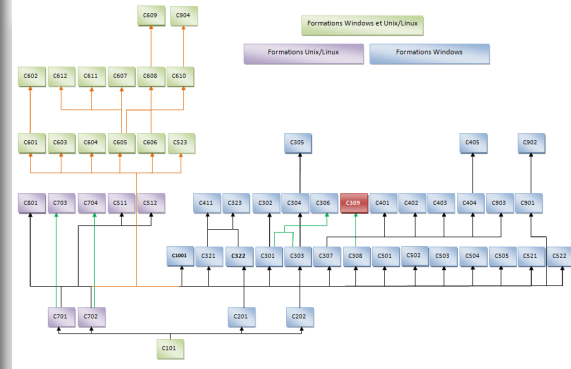 C609 C904
Formations Windows et Unix/Linux
Formations Unix/Linux Formations Windows
C602 C612 C611 C607 C608 C610
C601 C603 C604 C605 C606 C523
C305 C405 C902
C801 C703 C704 C511 C512 C411 C323 C302 C304 C306 C309 C401 C402 C403 C404 C903 C901
C1001 C321 C322 C301 C303 C307 C308 C501 C502 C503 C504 C505 C521 C522
C701 C702 C201 C202
C101